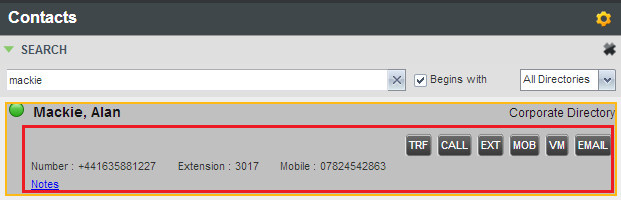 Contacts
SEARCH
mackie Begins with All Directories
Mackie, Alan Corporate Directory
TRF CALL EXT MOB VM EMAIL
Number : +441635881227 Extension : 3017 Mobile : 07824542863
Notes